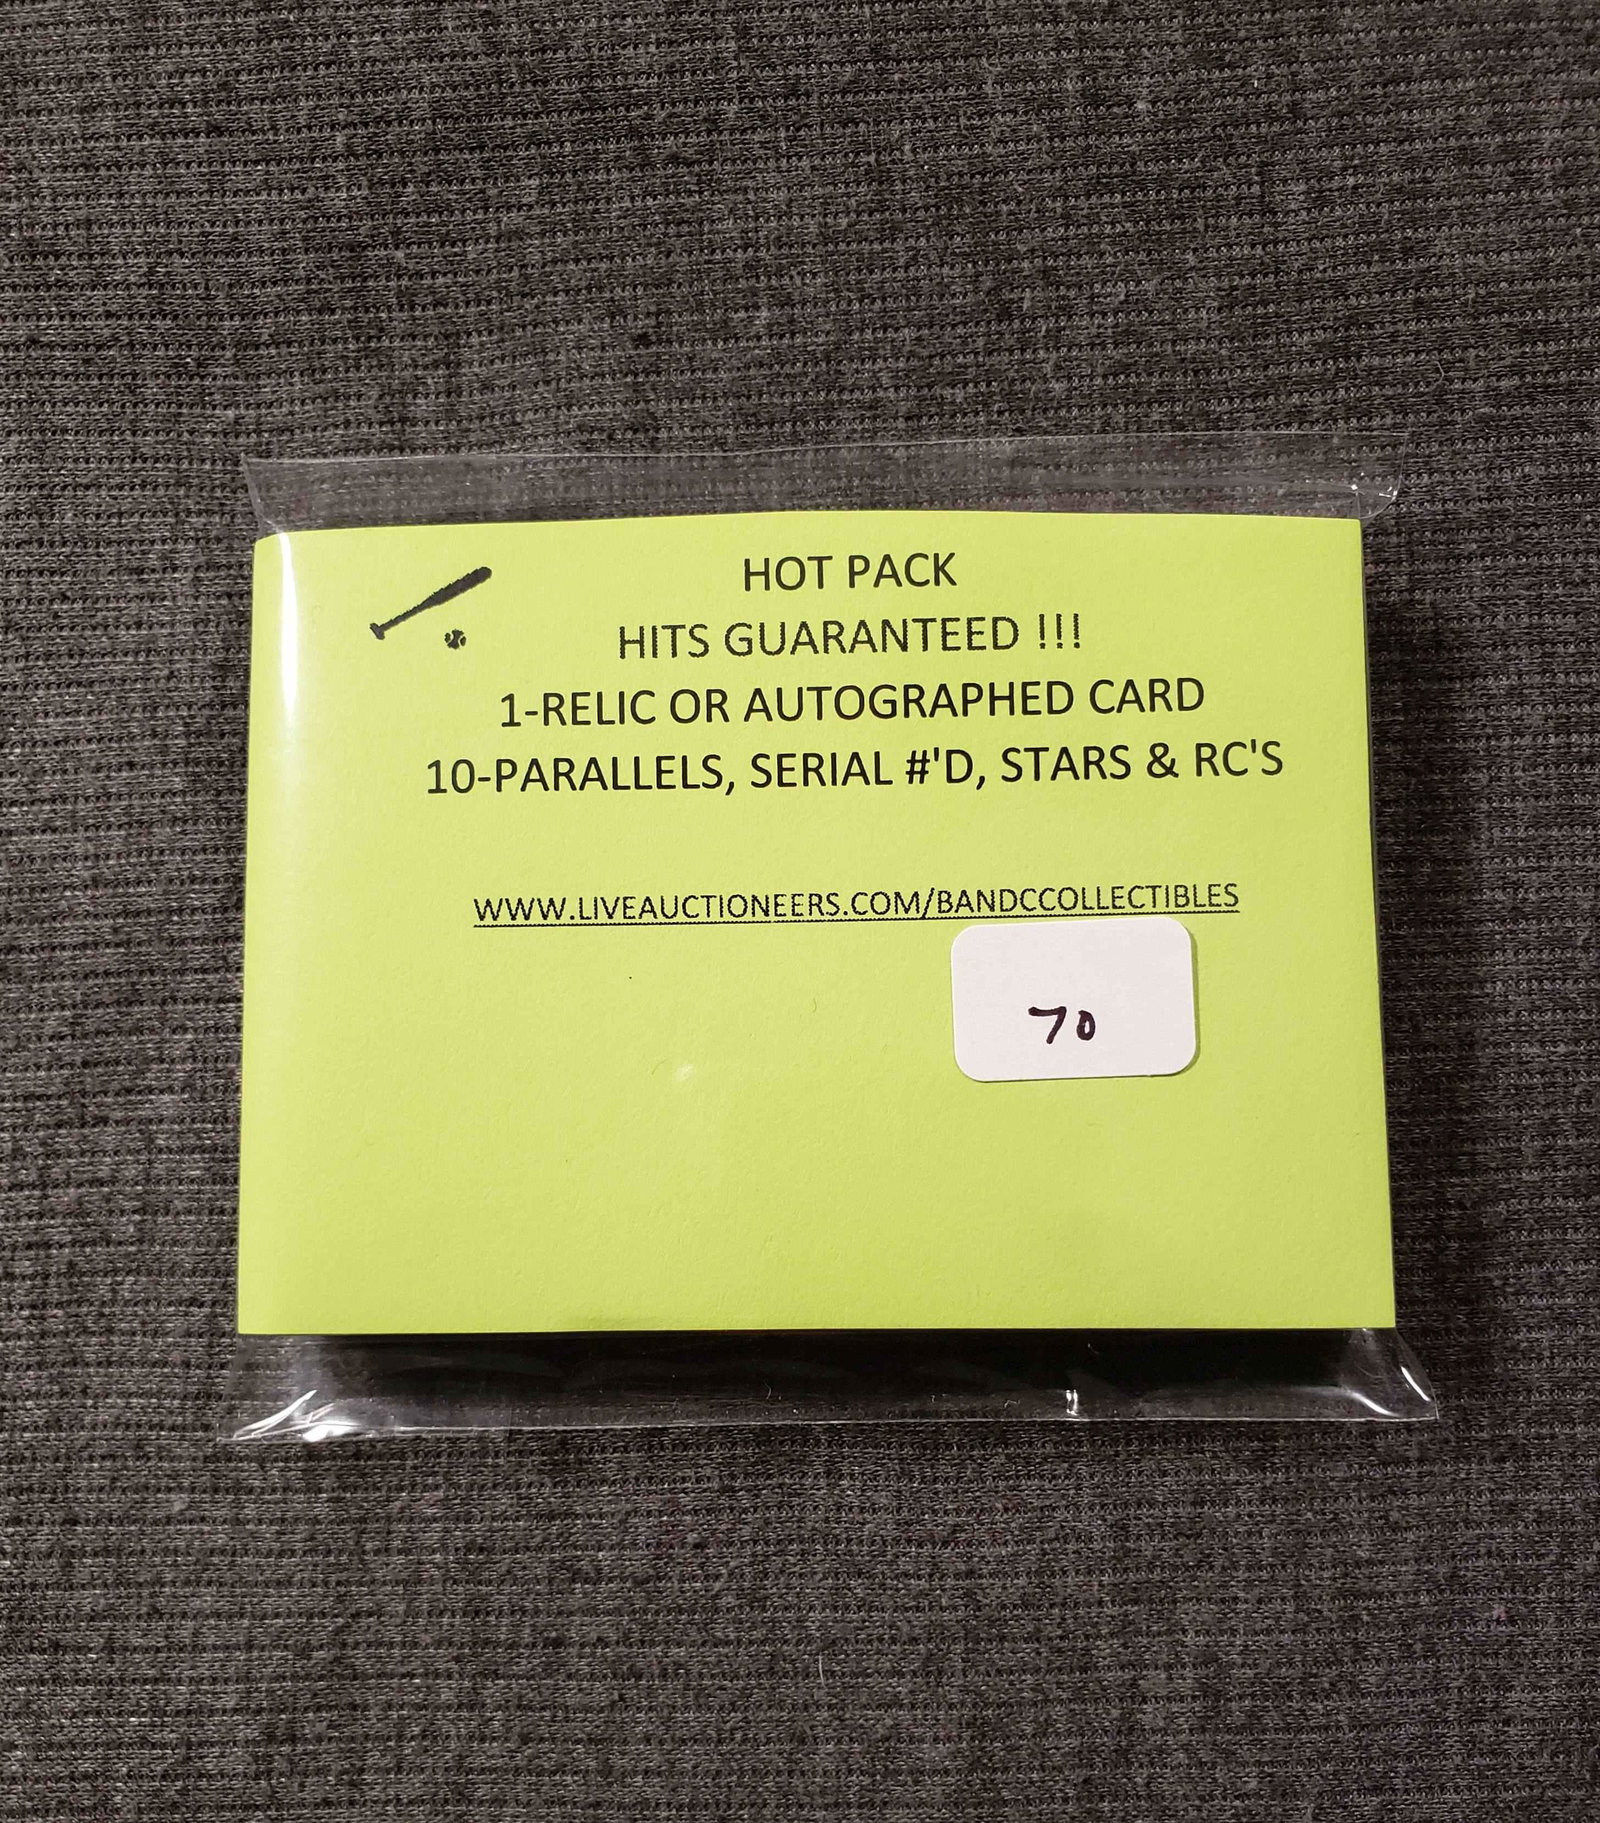 HOT PACK
HITS GUARANTEED !!!
1-RELIC OR AUTOGRAPHED CARD
10-PARALLELS, SERIAL #'D, STARS & RC'S
WWW.LIVEAUCTIONEERS.COM/BANDCCOLLECTIBLES
70